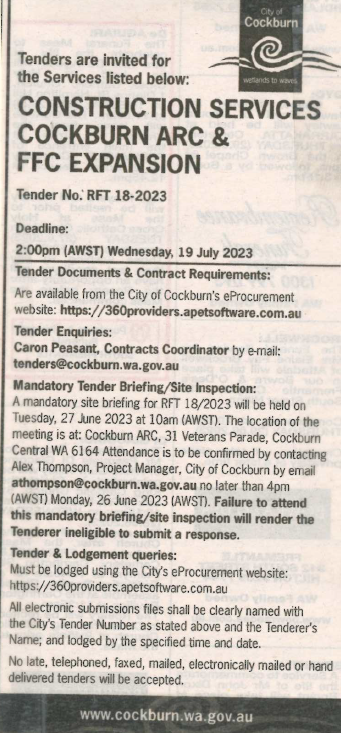 City of
Cockburn
wetlands to waves
Tenders are invited for
the Services listed below:
CONSTRUCTION SERVICES
COCKBURN ARC &
FFC EXPANSION
Tender No. RFT 18-2023
Deadline:
2:00pm (AWST) Wednesday, 19 July 2023
Tender Documents & Contract Requirements:
Are available from the City of Cockburn's eProcurement
website: https://360providers.apetsoftware.com.au
Tender Enquiries:
Caron Peasant, Contracts Coordinator by e-mail:
tenders@cockburn.wa.gov.au
Mandatory Tender Briefing/Site Inspection:
A mandatory site briefing for RFT 18/2023 will be held on
Tuesday, 27 June 2023 at 10am (AWST). The location of the
meeting is at: Cockburn ARC, 31 Veterans Parade, Cockburn
Central WA 6164 Attendance is to be confirmed by contacting
Alex Thompson, Project Manager, City of Cockburn by email
athompson@cockburn.wa.gov.au no later than 4pm
(AWST) Monday, 26 June 2023 (AWST). Failure to attend
this mandatory briefing/site inspection will render the
Tenderer ineligible to submit a response.
Tender & Lodgement queries:
Must be lodged using the City's eProcurement website:
https://360providers.apetsoftware.com.au
All electronic submissions files shall be clearly named with
the City's Tender Number as stated above and the Tenderer's
Name; and lodged by the specified time and date.
No late, telephoned, faxed, mailed, electronically mailed or hand
delivered tenders will be accepted.
www.cockburn.wa.gov.au